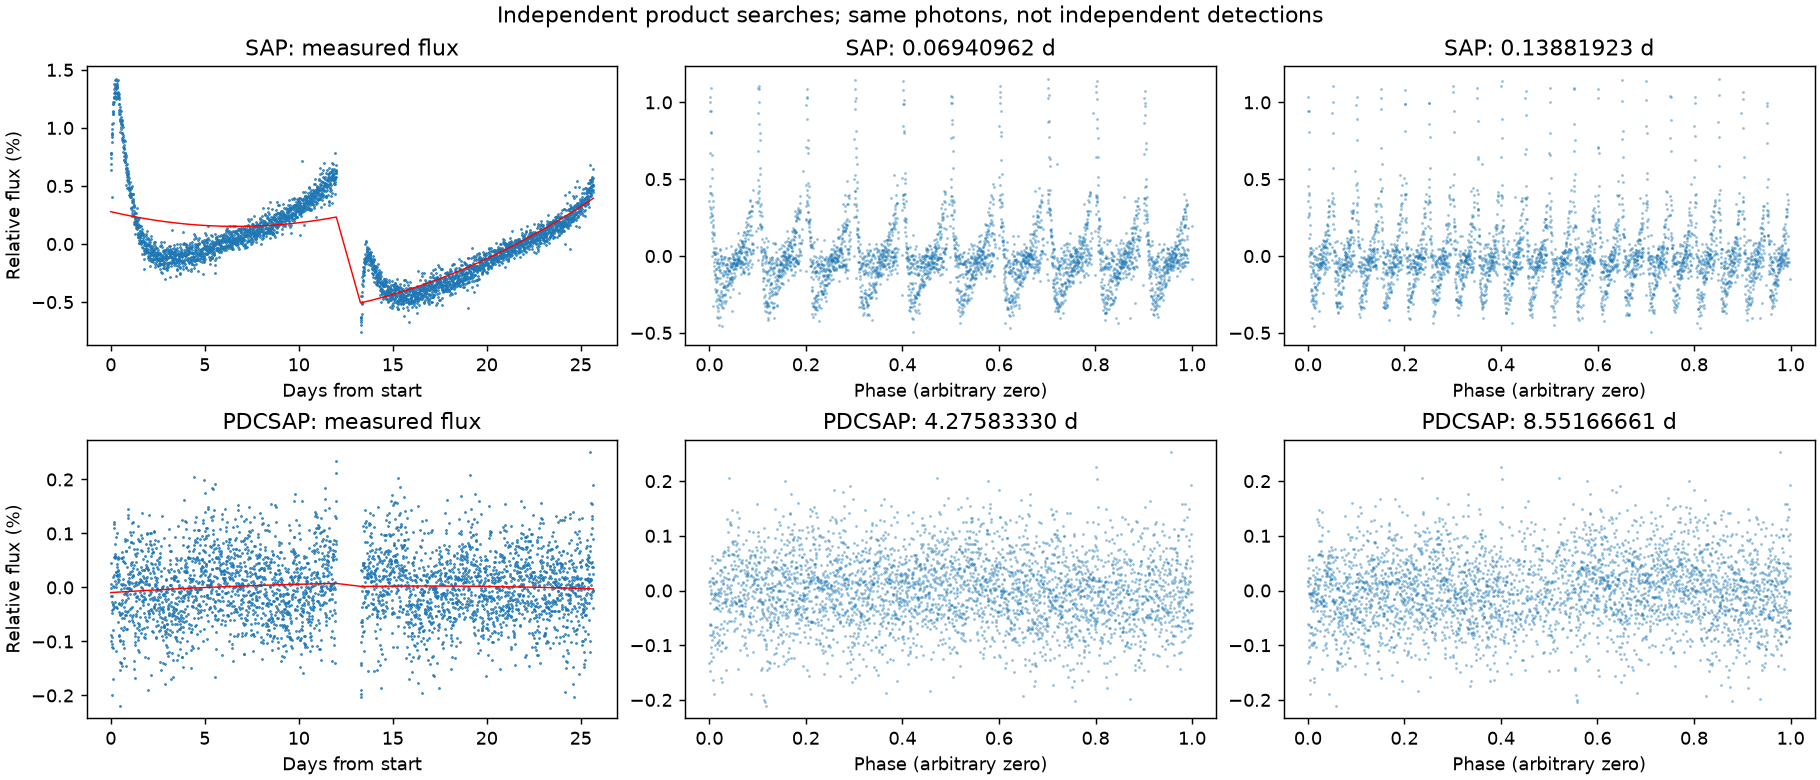 Independent product searches; same photons, not independent detections
SAP: measured flux
SAP: 0.06940962 d
SAP: 0.13881923 d
Relative flux (%)
1.5
1.0
0.5
0.0
−0.5
0 5 10 15 20 25
Days from start
1.0
0.5
0.0
−0.5
0.0 0.2 0.4 0.6 0.8 1.0
Phase (arbitrary zero)
1.0
0.5
0.0
−0.5
0.0 0.2 0.4 0.6 0.8 1.0
Phase (arbitrary zero)
PDCSAP: measured flux
PDCSAP: 4.27583330 d
PDCSAP: 8.55166661 d
Relative flux (%)
0.2
0.1
0.0
−0.1
−0.2
0 5 10 15 20 25
Days from start
0.2
0.1
0.0
−0.1
−0.2
0.0 0.2 0.4 0.6 0.8 1.0
Phase (arbitrary zero)
0.2
0.1
0.0
−0.1
−0.2
0.0 0.2 0.4 0.6 0.8 1.0
Phase (arbitrary zero)